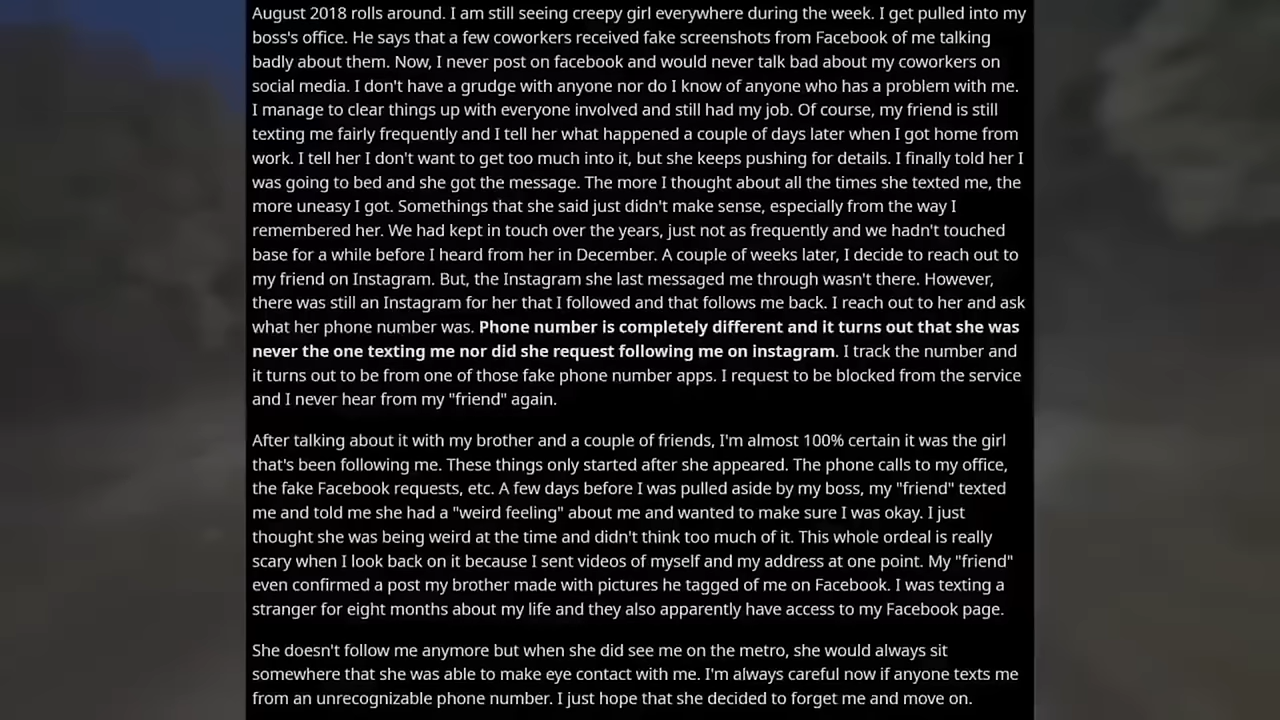 August 2018 rolls around. I am still seeing creepy girl everywhere during the week. I get pulled into my
boss's office. He says that a few coworkers received fake screenshots from Facebook of me talking
badly about them. Now, I never post on facebook and would never talk bad about my coworkers on
social media. I don't have a grudge with anyone nor do I know of anyone who has a problem with me.
I manage to clear things up with everyone involved and still had my job. Of course, my friend is still
texting me fairly frequently and I tell her what happened a couple of days later when I got home from
work. I tell her I don't want to get too much into it, but she keeps pushing for details. I finally told her I
was going to bed and she got the message. The more I thought about all the times she texted me, the
more uneasy I got. Somethings that she said just didn't make sense, especially from the way I
remembered her. We had kept in touch over the years, just not as frequently and we hadn't touched
base for a while before I heard from her in December. A couple of weeks later, I decide to reach out to
my friend on Instagram. But, the Instagram she last messaged me through wasn't there. However,
there was still an Instagram for her that I followed and that follows me back. I reach out to her and ask
what her phone number was. Phone number is completely different and it turns out that she was
never the one texting me nor did she request following me on instagram. I track the number and
it turns out to be from one of those fake phone number apps. I request to be blocked from the service
and I never hear from my "friend" again.
After talking about it with my brother and a couple of friends, I'm almost 100% certain it was the girl
that's been following me. These things only started after she appeared. The phone calls to my office,
the fake Facebook requests, etc. A few days before I was pulled aside by my boss, my "friend" texted
me and told me she had a "weird feeling" about me and wanted to make sure I was okay. I just
thought she was being weird at the time and didn't think too much of it. This whole ordeal is really
scary when I look back on it because I sent videos of myself and my address at one point. My "friend"
even confirmed a post my brother made with pictures he tagged of me on Facebook. I was texting a
stranger for eight months about my life and they also apparently have access to my Facebook page.
She doesn't follow me anymore but when she did see me on the metro, she would always sit
somewhere that she was able to make eye contact with me. I'm always careful now if anyone texts me
from an unrecognizable phone number. I just hope that she decided to forget me and move on.